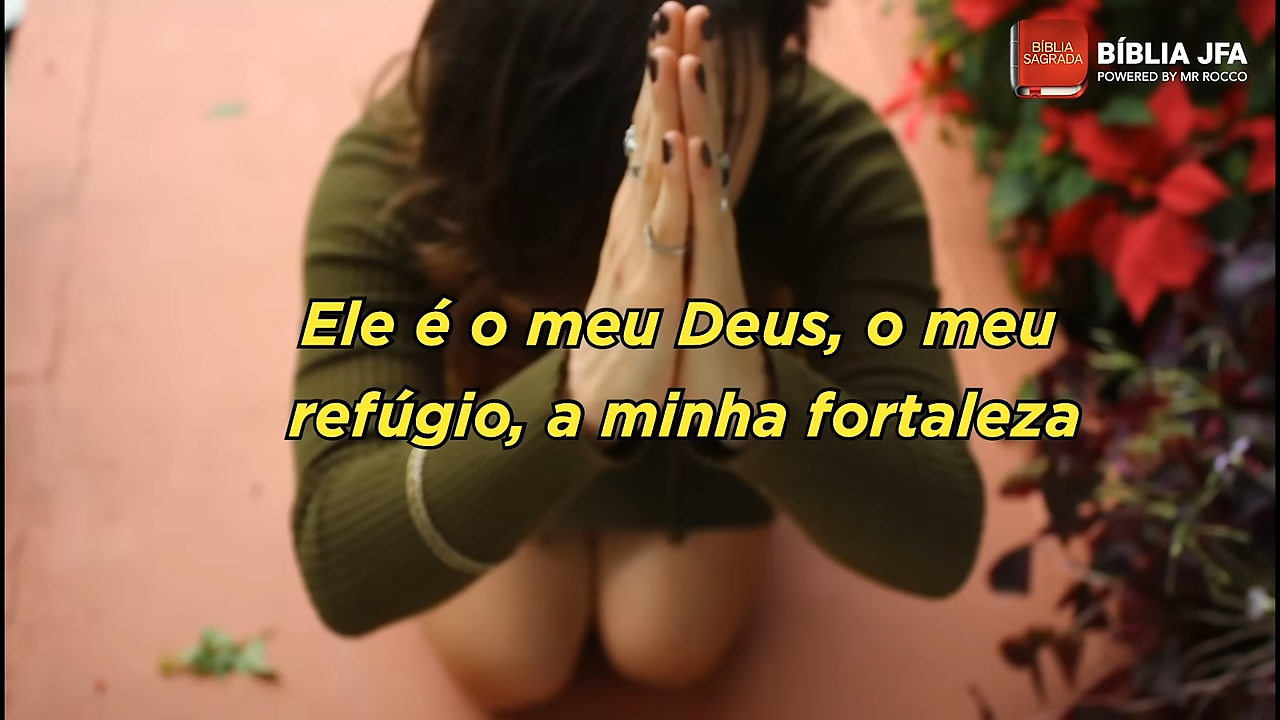 BÍBLIA
SAGRADA
BÍBLIA JFA
POWERED BY MR ROCCO
Ele é o meu Deus, o meu
refúgio, a minha fortaleza